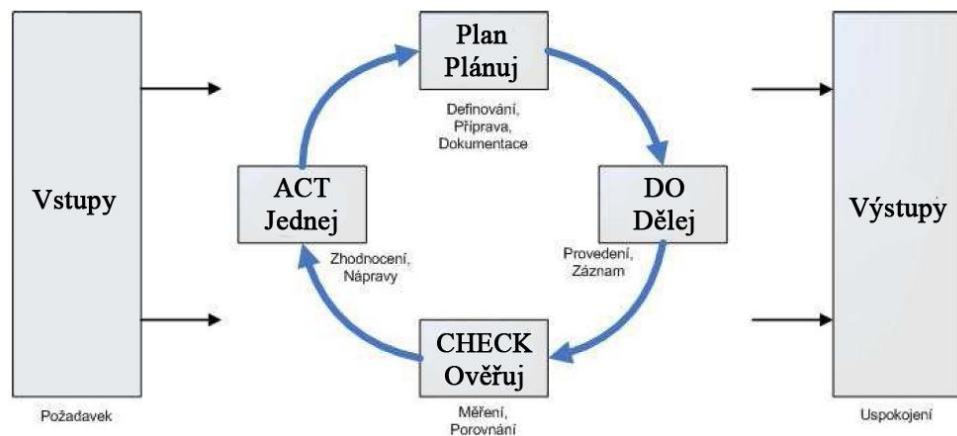 Plan
Plánuj
Definování,
Příprava,
Dokumentace
Vstupy
ACT
Jednej
DO
Dělej
Výstupy
Zhodnocení,
Nápravy
Provedení,
Záznam
CHECK
Ověřuj
Požadavek
Měření,
Porovnání
Uspokojení